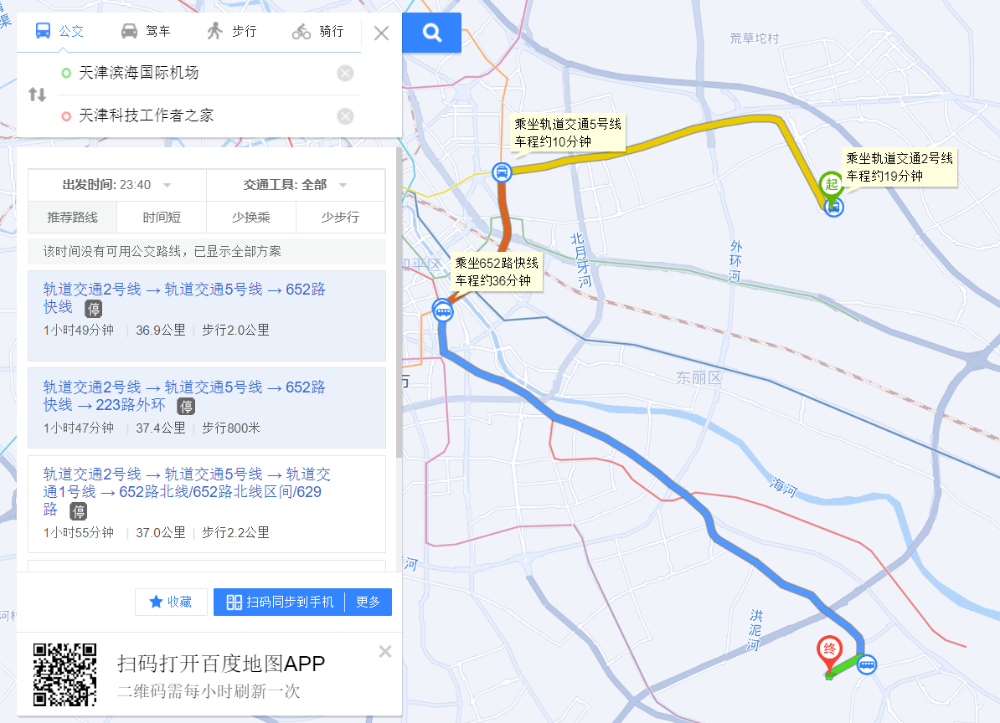 公交
驾车
步行
骑行
天津滨海国际机场
天津科技工作者之家
出发时间: 23:40
交通工具: 全部
推荐路线
时间短
少换乘
少步行
该时间没有可用公交路线，已显示全部方案
轨道交通2号线 → 轨道交通5号线 → 652路
快线 停
1小时49分钟 | 36.9公里 | 步行2.0公里
轨道交通2号线 → 轨道交通5号线 → 652路
快线 → 223路外环 停
1小时47分钟 | 37.4公里 | 步行800米
轨道交通2号线 → 轨道交通5号线 → 轨道交
通1号线 → 652路北线/652路北线区间/629
路 停
1小时55分钟 | 37.0公里 | 步行2.2公里
收藏
扫码同步到手机
更多
扫码打开百度地图APP
二维码需每小时刷新一次
荒草坨村
乘坐轨道交通5号线
车程约10分钟
乘坐轨道交通2号线
车程约19分钟
起
北月牙河
外环河
和平区
乘坐652路快线
车程约36分钟
东丽区
海河
河
洪泥河
终